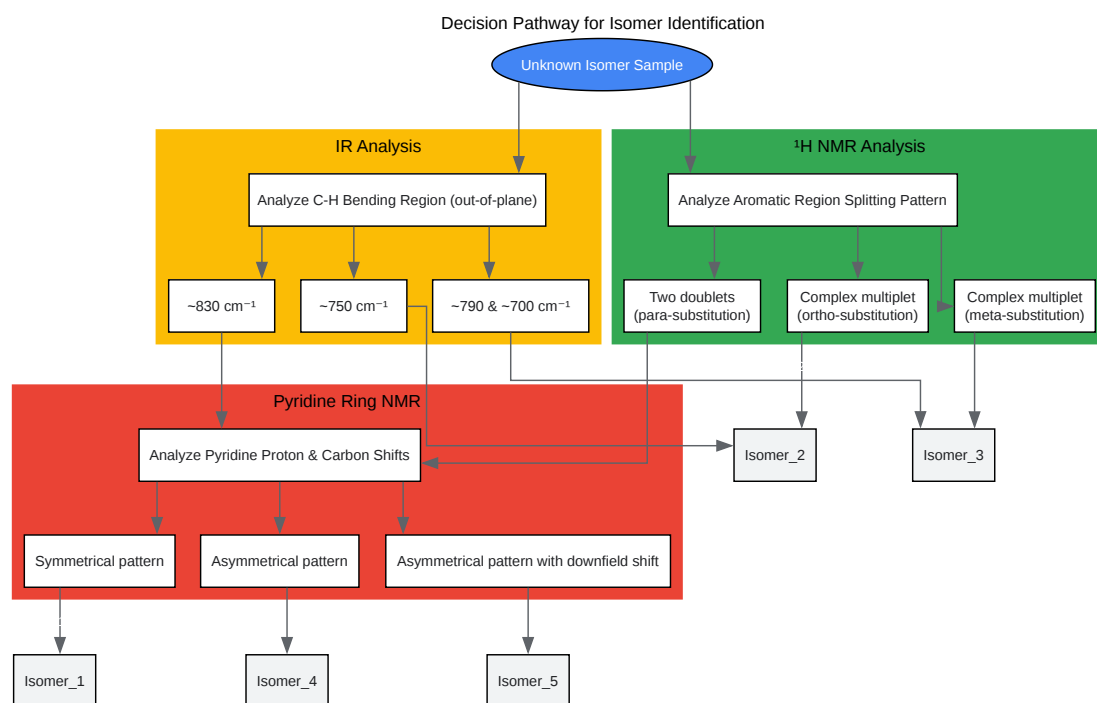 Decision Pathway for Isomer Identification
Unknown Isomer Sample
IR Analysis
¹H NMR Analysis
Analyze C-H Bending Region (out-of-plane)
Analyze Aromatic Region Splitting Pattern
~830 cm⁻¹
~750 cm⁻¹
~790 & ~700 cm⁻¹
Two doublets
(para-substitution)
Complex multiplet
(ortho-substitution)
Complex multiplet
(meta-substitution)
Pyridine Ring NMR
Analyze Pyridine Proton & Carbon Shifts
Isomer_2
Isomer_3
Symmetrical pattern
Asymmetrical pattern
Asymmetrical pattern with downfield shift
Isomer_1
Isomer_4
Isomer_5